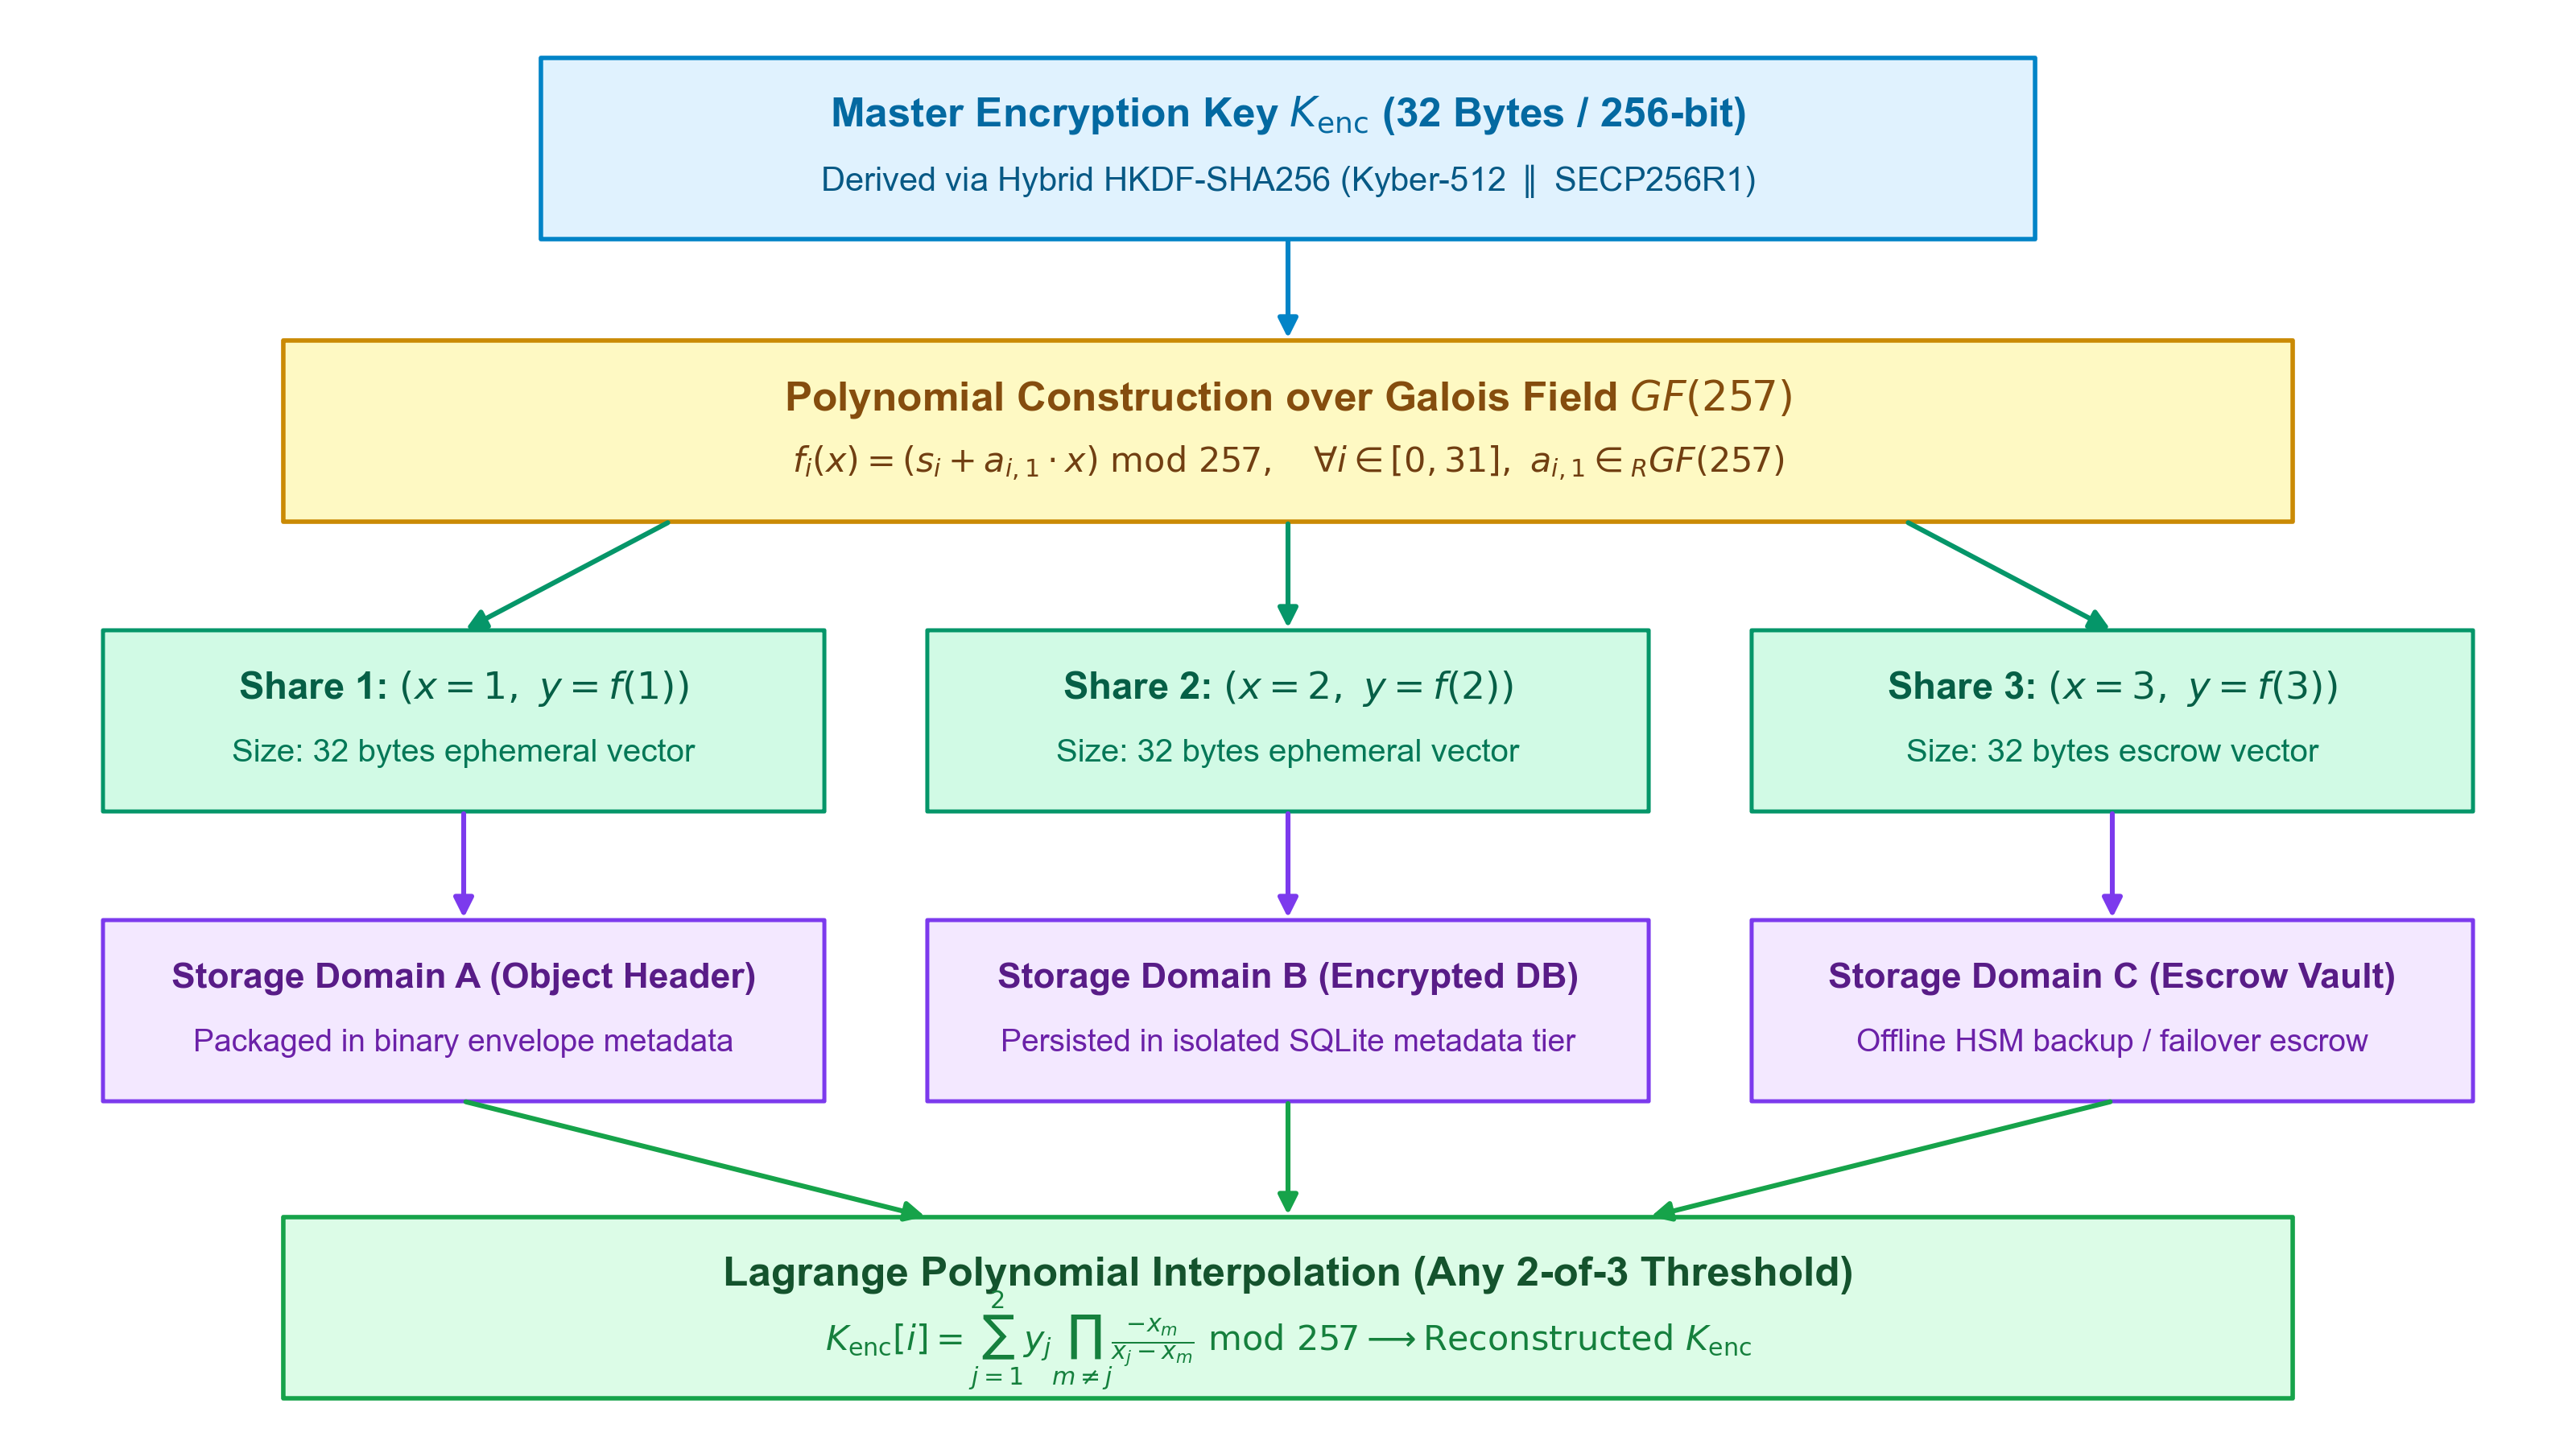 Master Encryption Key K_enc (32 Bytes / 256-bit)
Derived via Hybrid HKDF-SHA256 (Kyber-512 ∥ SECP256R1)
Polynomial Construction over Galois Field GF(257)
f_i(x) = (s_i + a_{i,1} · x) mod 257, ∀i ∈ [0, 31], a_{i,1} ∈_R GF(257)
Share 1: (x = 1, y = f(1))
Size: 32 bytes ephemeral vector
Share 2: (x = 2, y = f(2))
Size: 32 bytes ephemeral vector
Share 3: (x = 3, y = f(3))
Size: 32 bytes escrow vector
Storage Domain A (Object Header)
Packaged in binary envelope metadata
Storage Domain B (Encrypted DB)
Persisted in isolated SQLite metadata tier
Storage Domain C (Escrow Vault)
Offline HSM backup / failover escrow
Lagrange Polynomial Interpolation (Any 2-of-3 Threshold)
K_enc[i] = ∑_{j=1}^{2} y_j ∏_{m≠j} (−x_m)/(x_j − x_m) mod 257 ⟶ Reconstructed K_enc